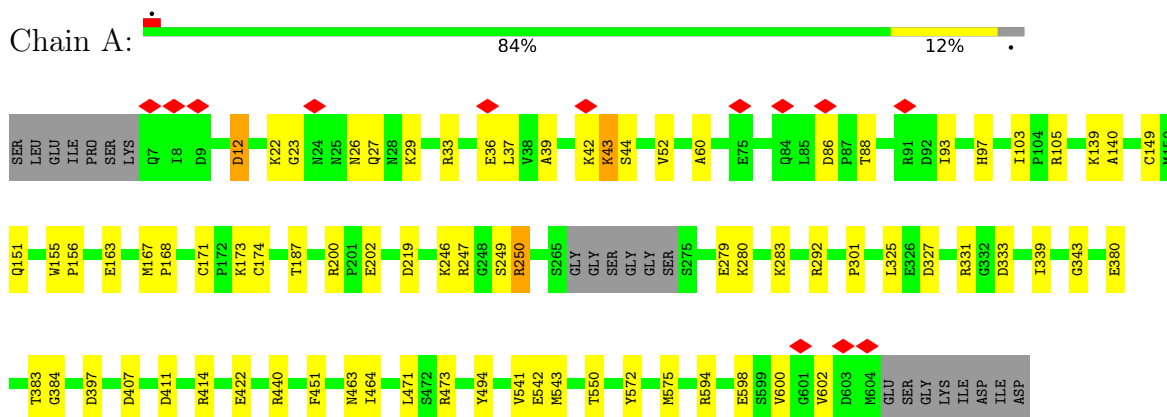 Chain A:
84% 12%
SER LEU GLU ILE PRO SER LYS Q7 I8 D9 D12 K22 G23 N24 N25 N26 Q27 N28 K29 R33 E36 L37 V38 A39 K42 K43 S44 V52 A60 E75 Q84 L85 D86 P87 T88 R91 D92 I93 H97 I103 P104 R105 K139 A140 C149
Q151 W155 P156 E163 M167 P168 C171 P172 K173 C174 T187 R200 P201 E202 D219 K246 R247 G248 S249 R250 S265 GLY GLY SER GLY GLY SER S275 E279 K280 K283 R292 P301 L325 E326 D327 R331 G332 D333 I339 G343 E380
T383 G384 D397 D407 D411 R414 E422 R440 F451 N463 I464 L471 S472 R473 Y494 V541 E542 M543 T550 Y572 M575 R594 E598 S599 V600 G601 V602 D603 M604 GLU SER GLY LYS ILE ASP ILE ASP